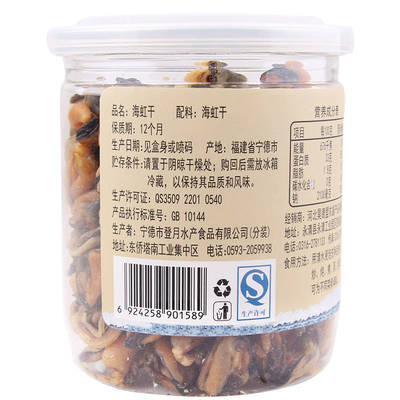 品名：海虹干 配料：海虹干
保质期：12个月
生产日期：见盒身或喷码 产地：福建省宁德市
贮存条件：请置于阴晾干燥处；购回后需放冰箱
冷藏，以保持其品质和风味。
生产许可证：QS3509 2201 0540
产品执行标准号：GB 10144
生产商：宁德市登月水产食品有限公司(分装)
东侨塔南工业集中区 电话：0593-2059938
6 924258 901589
QS
生产许可
营养成分表
项目
能量
蛋白质
脂肪
碳水化合物
钠
经销商：
地址：
电话：0316-
食用方法：